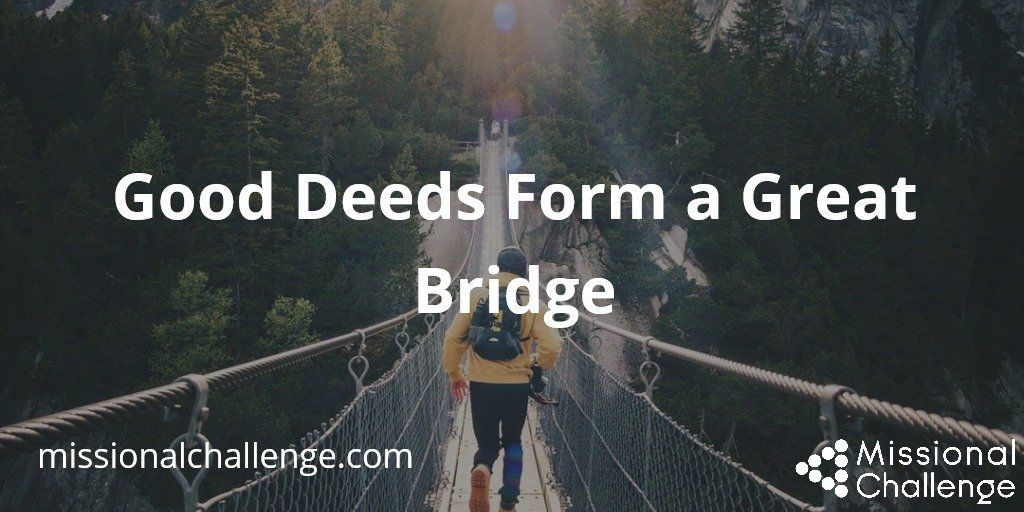 Good Deeds Form a Great
Bridge
missionalchallenge.com
Missional
Challenge